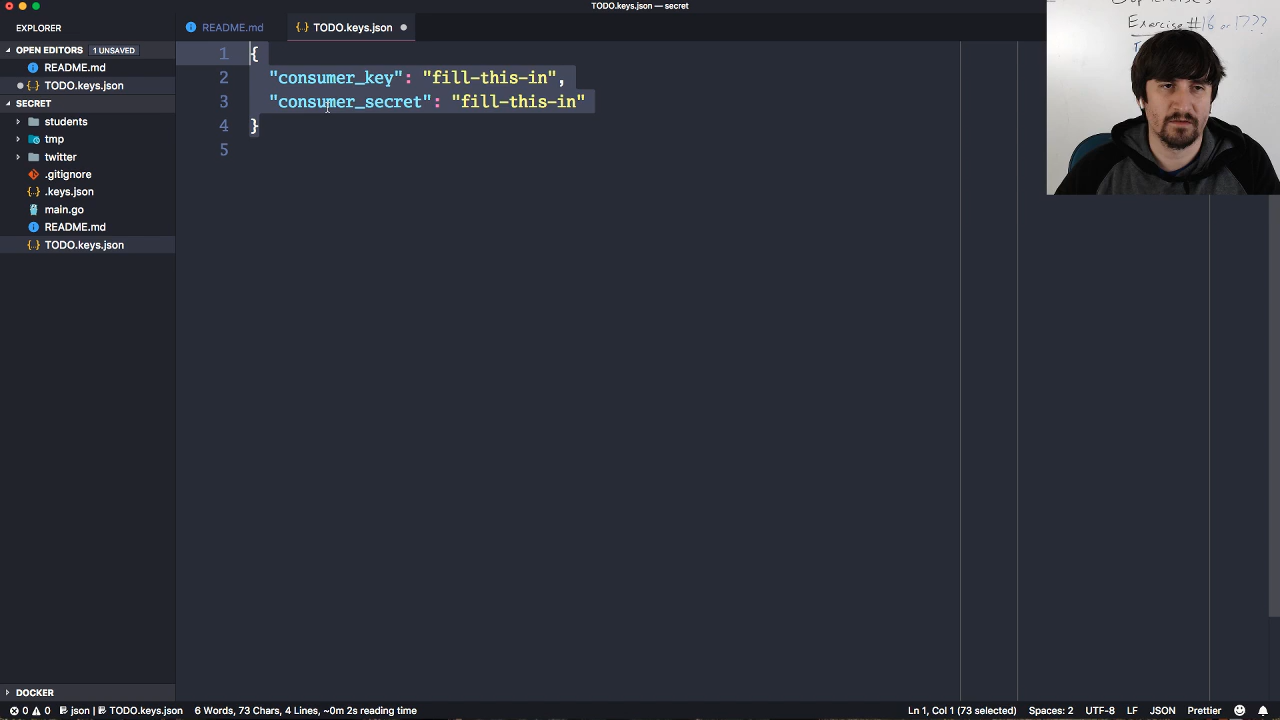 TODO.keys.json — secret
EXPLORER
OPEN EDITORS 1 UNSAVED
README.md
TODO.keys.json
SECRET
students
tmp
twitter
.gitignore
.keys.json
main.go
README.md
TODO.keys.json
DOCKER
README.md
TODO.keys.json
1 {
2 "consumer_key": "fill-this-in",
3 "consumer_secret": "fill-this-in"
4 }
5
Exercise #16 or 17???
0 0 json | TODO.keys.json 6 Words, 73 Chars, 4 Lines, ~0m 2s reading time Ln 1, Col 1 (73 selected) Spaces: 2 UTF-8 LF JSON Prettier